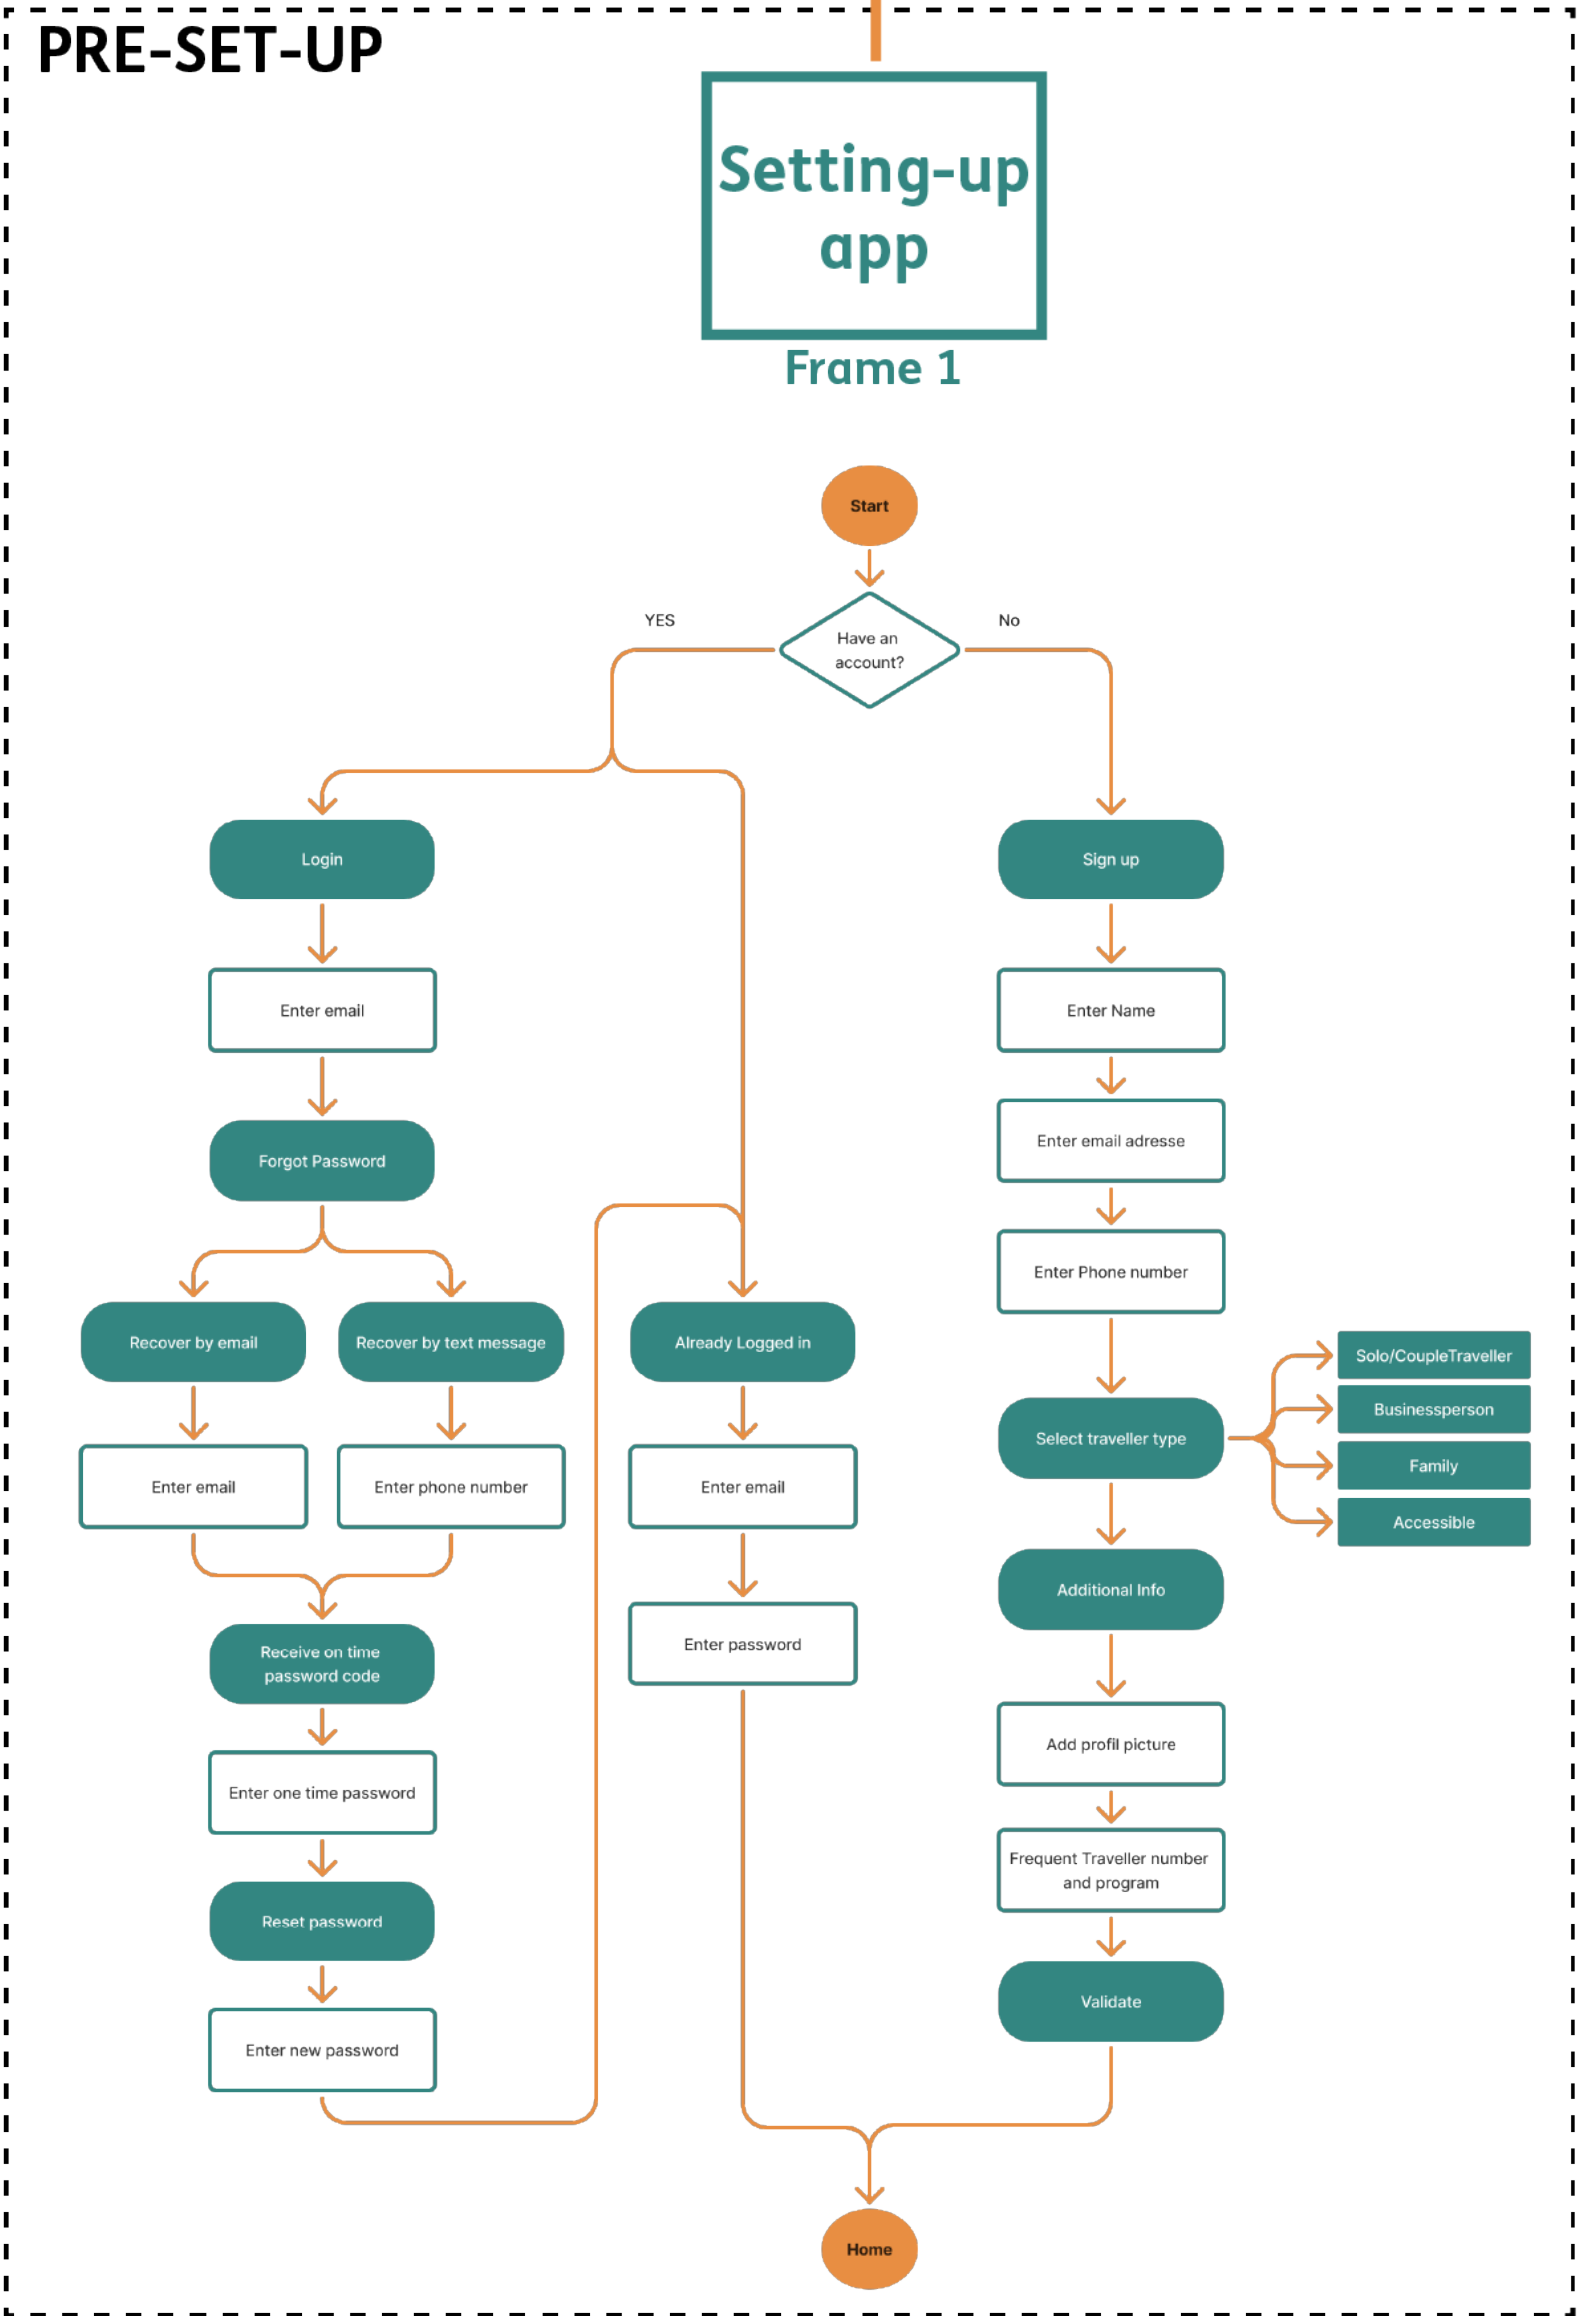 PRE-SET-UP
Setting-up
app
Frame 1
Start
Have an
account?
YES
No
Login
Enter email
Forgot Password
Recover by email
Recover by text message
Enter email
Enter phone number
Receive on time
password code
Enter one time password
Reset password
Enter new password
Already Logged in
Enter email
Enter password
Sign up
Enter Name
Enter email adresse
Enter Phone number
Select traveller type
Solo/CoupleTraveller
Businessperson
Family
Accessible
Additional Info
Add profil picture
Frequent Traveller number
and program
Validate
Home